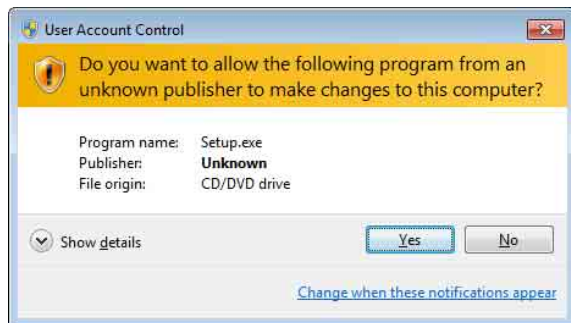 User Account Control
Do you want to allow the following program from an
unknown publisher to make changes to this computer?
Program name: Setup.exe
Publisher: Unknown
File origin: CD/DVD drive
Show details
Yes No
Change when these notifications appear